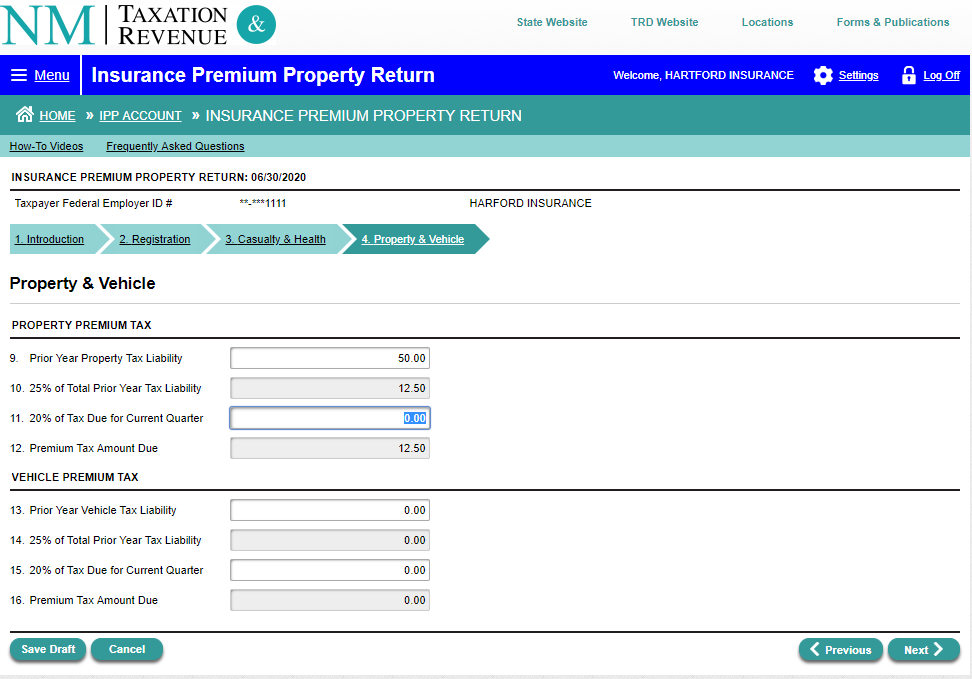 NM TAXATION & REVENUE
State Website TRD Website Locations Forms & Publications
Menu Insurance Premium Property Return Welcome, HARTFORD INSURANCE Settings Log Off
HOME » IPP ACCOUNT » INSURANCE PREMIUM PROPERTY RETURN
How-To Videos Frequently Asked Questions
INSURANCE PREMIUM PROPERTY RETURN: 06/30/2020
Taxpayer Federal Employer ID # **-***1111 HARFORD INSURANCE
1. Introduction 2. Registration 3. Casualty & Health 4. Property & Vehicle
Property & Vehicle
PROPERTY PREMIUM TAX
9. Prior Year Property Tax Liability 50.00
10. 25% of Total Prior Year Tax Liability 12.50
11. 20% of Tax Due for Current Quarter 0.00
12. Premium Tax Amount Due 12.50
VEHICLE PREMIUM TAX
13. Prior Year Vehicle Tax Liability 0.00
14. 25% of Total Prior Year Tax Liability 0.00
15. 20% of Tax Due for Current Quarter 0.00
16. Premium Tax Amount Due 0.00
Save Draft Cancel Previous Next